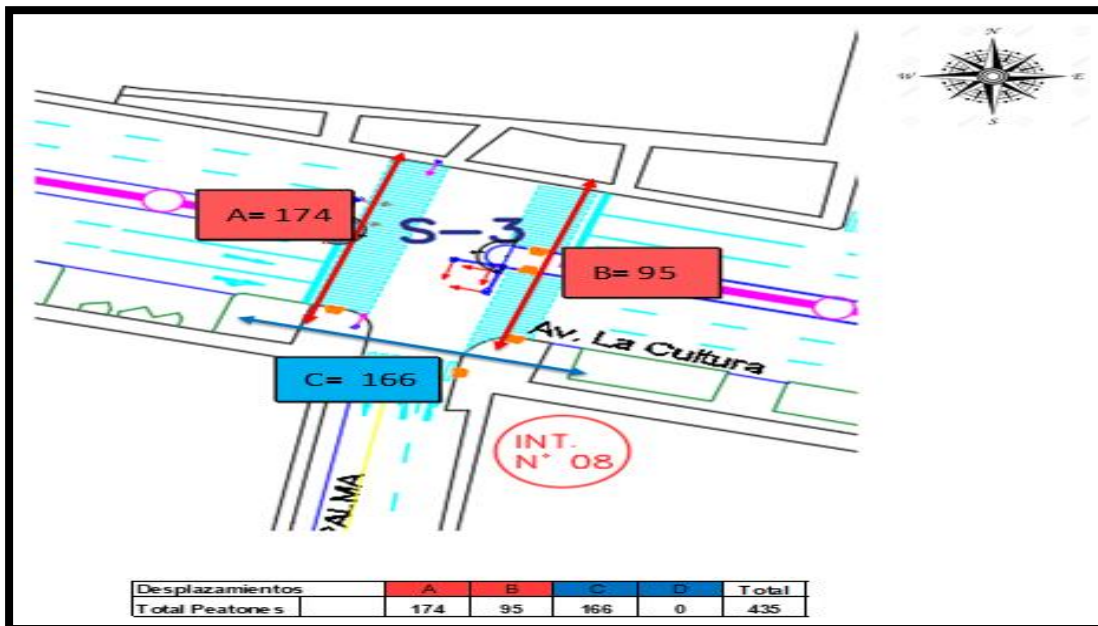 N
W E
S
A= 174
S-3
B= 95
Av. La Cultura
C= 166
INT.
N° 08
PALMA
Desplazamientos A B C D Total
Total Peatones 174 95 166 0 435